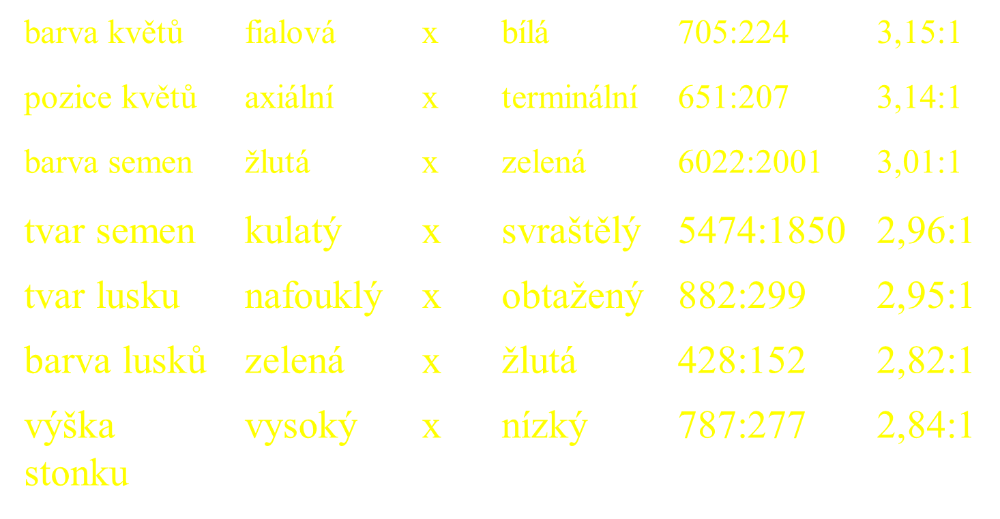 barva květů fialová x bílá 705:224 3,15:1
pozice květů axiální x terminální 651:207 3,14:1
barva semen žlutá x zelená 6022:2001 3,01:1
tvar semen kulatý x svraštělý 5474:1850 2,96:1
tvar lusku nafouklý x obtažený 882:299 2,95:1
barva lusků zelená x žlutá 428:152 2,82:1
výška vysoký x nízký 787:277 2,84:1
stonku